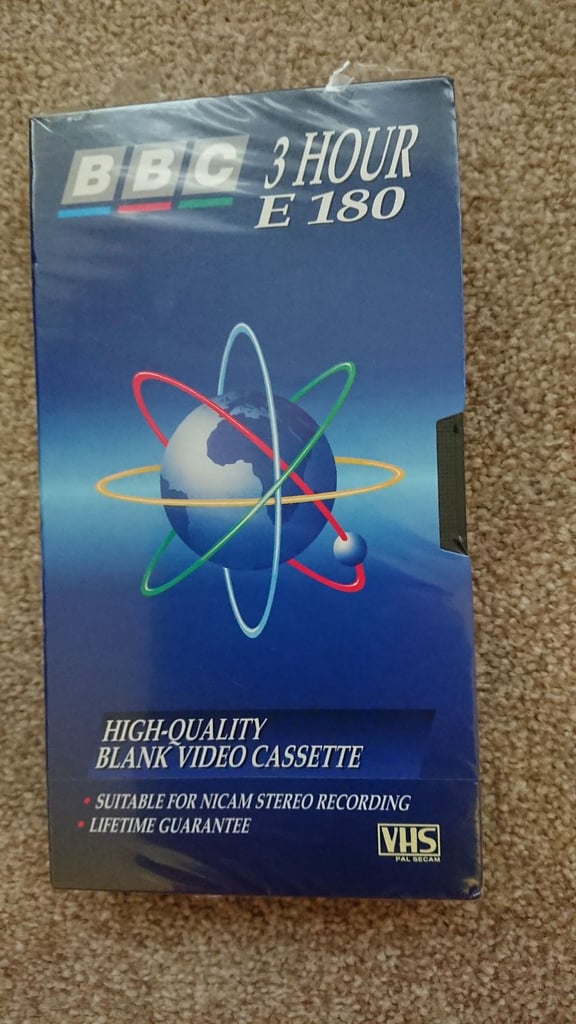 BBC
3 HOUR
E 180
HIGH-QUALITY
BLANK VIDEO CASSETTE
• SUITABLE FOR NICAM STEREO RECORDING
• LIFETIME GUARANTEE
VHS
PAL SECAM